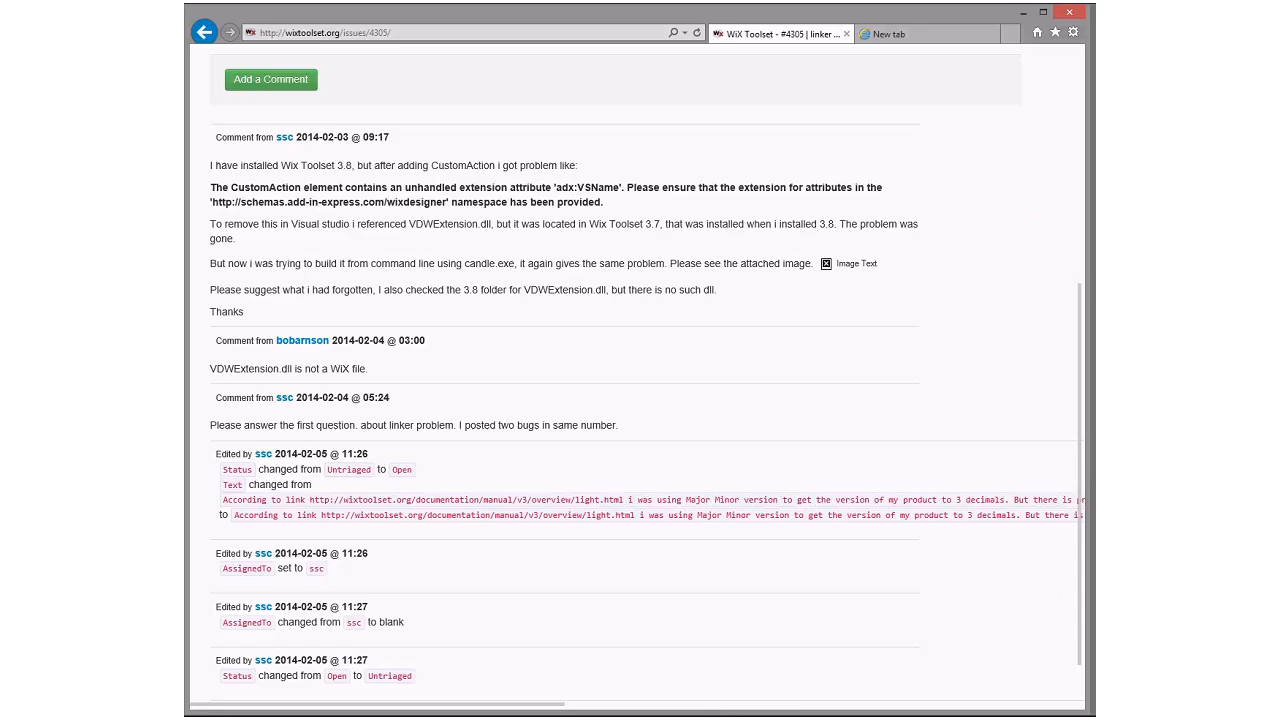 http://wixtoolset.org/issues/4305/
WiX Toolset - #4305 | linker ...
New tab
Add a Comment
Comment from ssc 2014-02-03 @ 09:17
I have installed Wix Toolset 3.8, but after adding CustomAction i got problem like:
The CustomAction element contains an unhandled extension attribute 'adx:VSName'. Please ensure that the extension for attributes in the
'http://schemas.add-in-express.com/wixdesigner' namespace has been provided.
To remove this in Visual studio i referenced VDWExtension.dll, but it was located in Wix Toolset 3.7, that was installed when i installed 3.8. The problem was
gone.
But now i was trying to build it from command line using candle.exe, it again gives the same problem. Please see the attached image. Image Text
Please suggest what i had forgotten, I also checked the 3.8 folder for VDWExtension.dll, but there is no such dll.
Thanks
Comment from bobarnson 2014-02-04 @ 03:00
VDWExtension.dll is not a WiX file.
Comment from ssc 2014-02-04 @ 05:24
Please answer the first question. about linker problem. I posted two bugs in same number.
Edited by ssc 2014-02-05 @ 11:26
Status changed from Untriaged to Open
Text changed from
According to link http://wixtoolset.org/documentation/manual/v3/overview/light.html i was using Major Minor version to get the version of my product to 3 decimals. But there is pr
to According to link http://wixtoolset.org/documentation/manual/v3/overview/light.html i was using Major Minor version to get the version of my product to 3 decimals. But there is
Edited by ssc 2014-02-05 @ 11:26
AssignedTo set to ssc
Edited by ssc 2014-02-05 @ 11:27
AssignedTo changed from ssc to blank
Edited by ssc 2014-02-05 @ 11:27
Status changed from Open to Untriaged